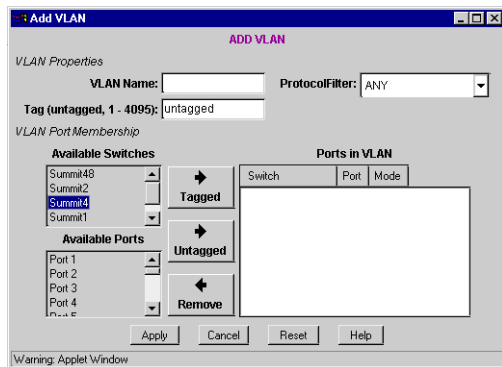 Add VLAN
ADD VLAN
VLAN Properties
VLAN Name:
ProtocolFilter: ANY
Tag (untagged, 1 - 4095): untagged
VLAN Port Membership
Available Switches
Summit48
Summit2
Summit4
Summit1
Available Ports
Port 1
Port 2
Port 3
Port 4
Port 5
Tagged
Untagged
Remove
Ports in VLAN
Switch Port Mode
Apply Cancel Reset Help
Warning: Applet Window